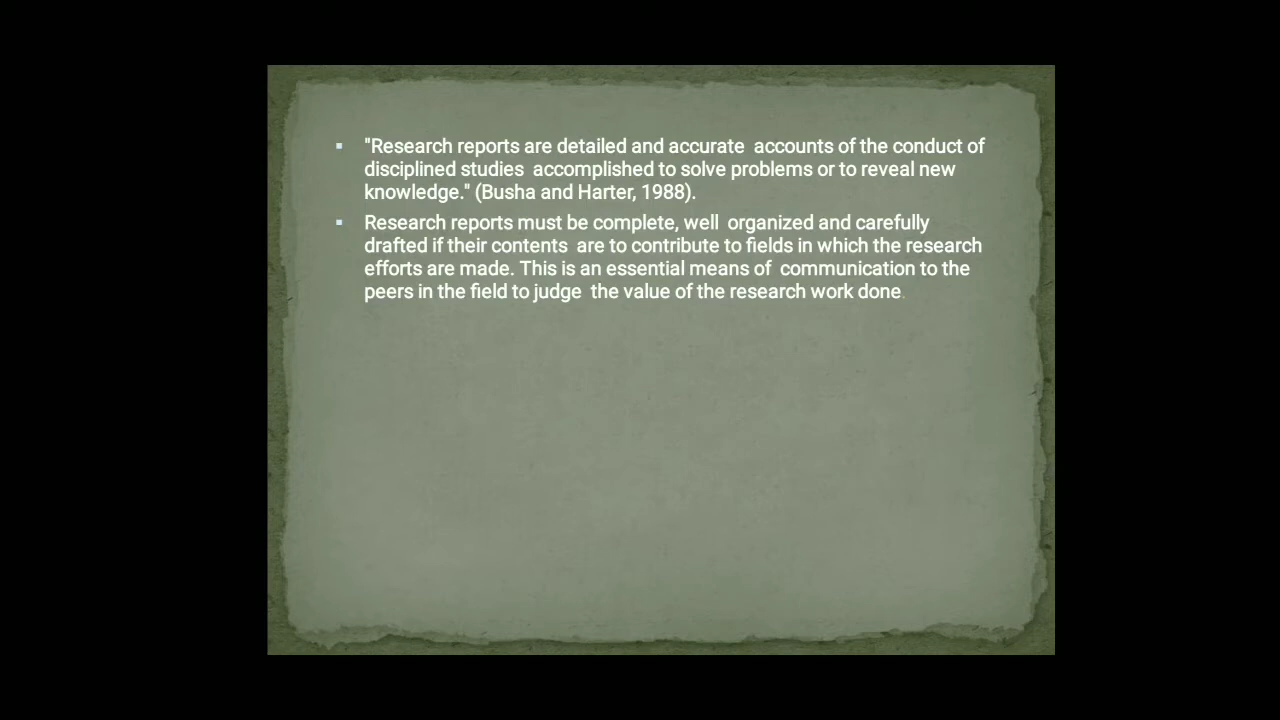 ▪ "Research reports are detailed and accurate  accounts of the conduct of
disciplined studies  accomplished to solve problems or to reveal new
knowledge." (Busha and Harter, 1988).
▪ Research reports must be complete, well  organized and carefully
drafted if their contents  are to contribute to fields in which the research
efforts are made. This is an essential means of  communication to the
peers in the field to judge  the value of the research work done.